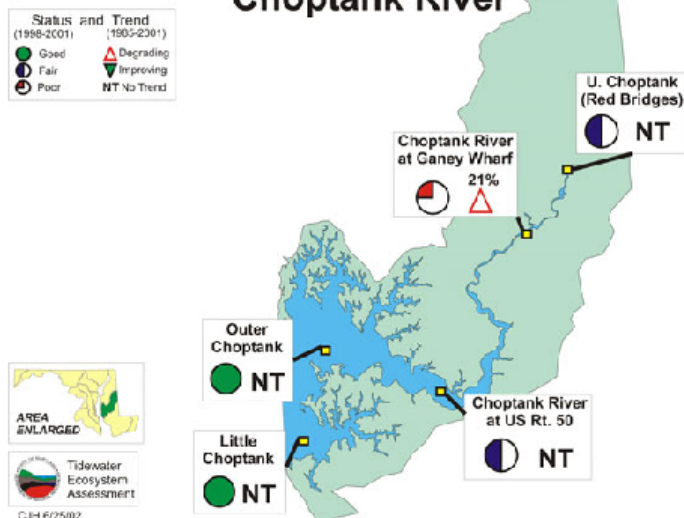 Choptank River
Status and Trend
(1998-2001) (1985-2001)
Good Degrading
Fair Improving
Poor NT No Trend
U. Choptank
(Red Bridges)
NT
Choptank River
at Ganey Wharf
21%
Outer
Choptank
NT
Choptank River
at US Rt. 50
NT
Little
Choptank
NT
AREA
ENLARGED
Tidewater
Ecosystem
Assessment